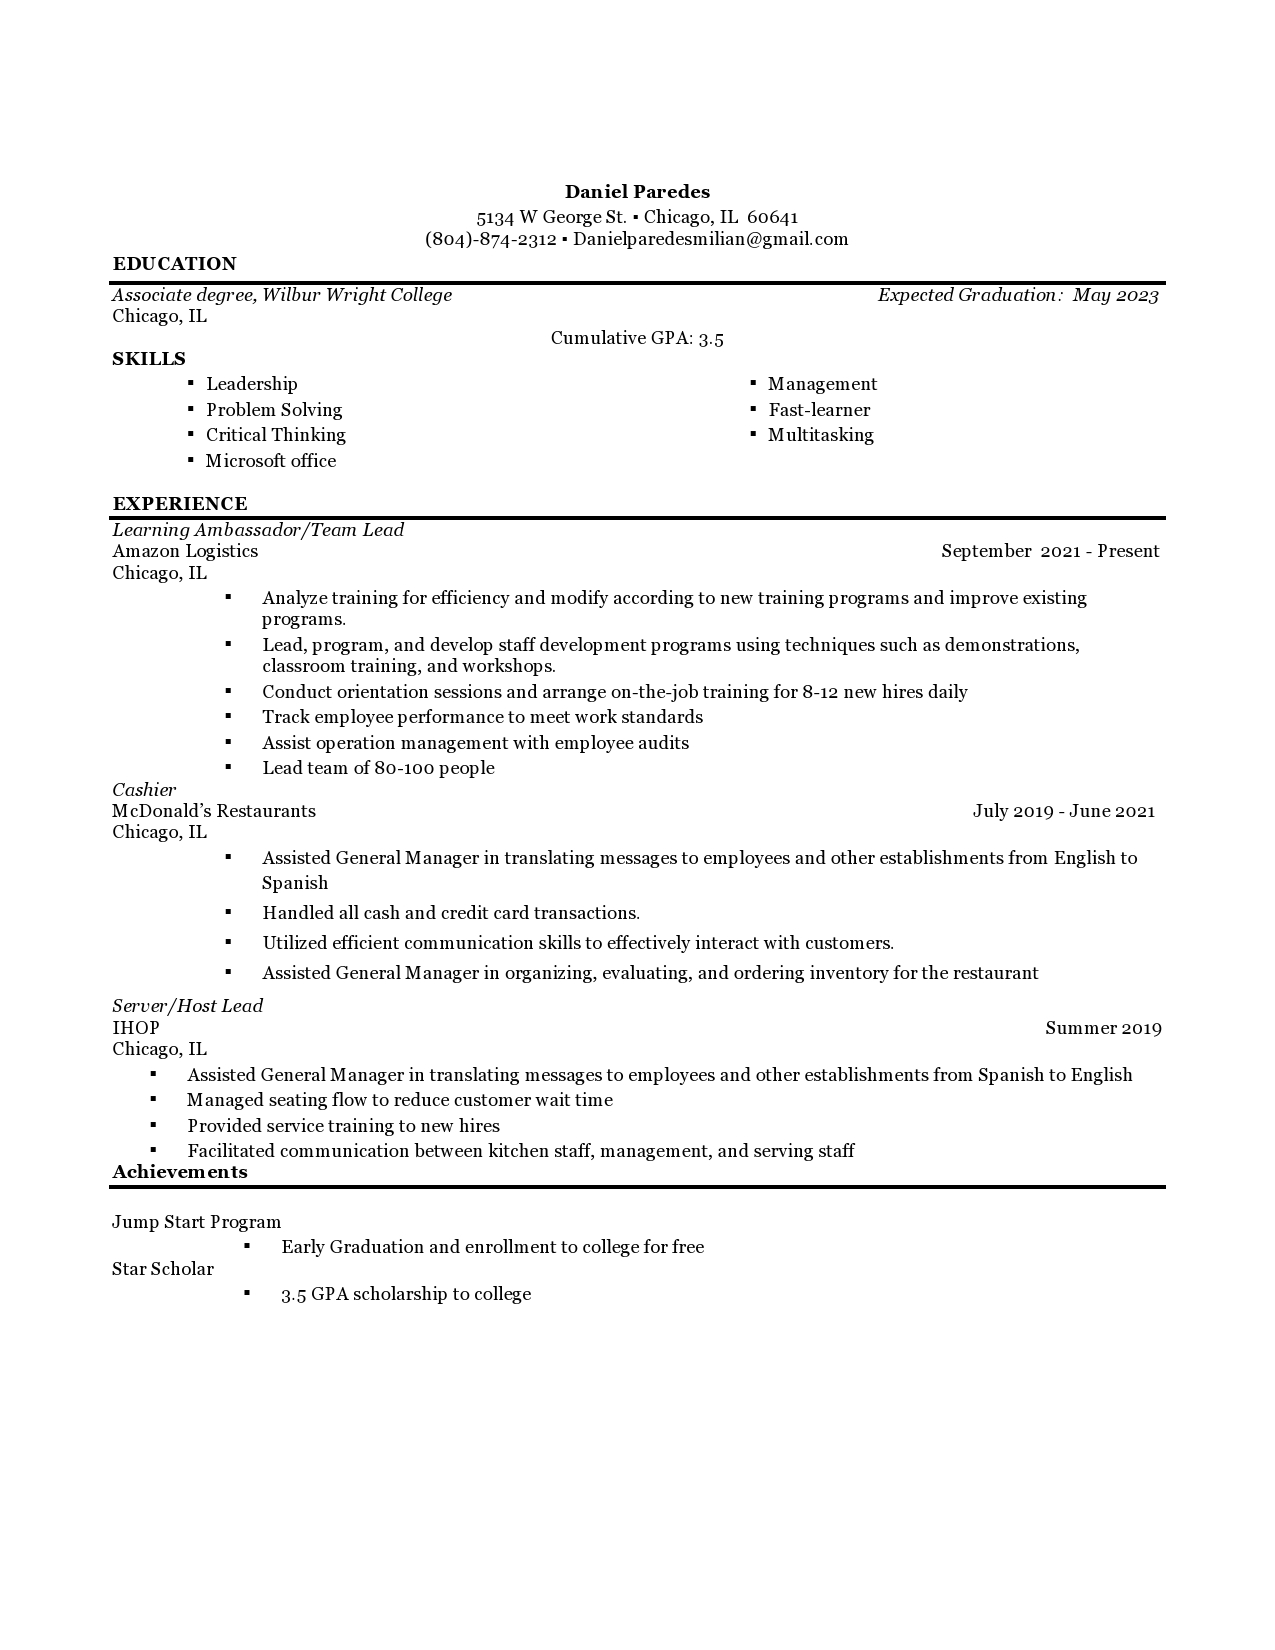 Daniel Paredes
5134 W George St. ▪ Chicago, IL  60641
(804)-874-2312 ▪ Danielparedesmilian@gmail.com
EDUCATION
Associate degree, Wilbur Wright College Expected Graduation:  May 2023
Chicago, IL
Cumulative GPA: 3.5
SKILLS
▪ Leadership ▪ Management
▪ Problem Solving ▪ Fast-learner
▪ Critical Thinking ▪ Multitasking
▪ Microsoft office
EXPERIENCE
Learning Ambassador/Team Lead
Amazon Logistics September  2021 - Present
Chicago, IL
▪ Analyze training for efficiency and modify according to new training programs and improve existing
programs.
▪ Lead, program, and develop staff development programs using techniques such as demonstrations,
classroom training, and workshops.
▪ Conduct orientation sessions and arrange on-the-job training for 8-12 new hires daily
▪ Track employee performance to meet work standards
▪ Assist operation management with employee audits
▪ Lead team of 80-100 people
Cashier
McDonald’s Restaurants July 2019 - June 2021
Chicago, IL
▪ Assisted General Manager in translating messages to employees and other establishments from English to
Spanish
▪ Handled all cash and credit card transactions.
▪ Utilized efficient communication skills to effectively interact with customers.
▪ Assisted General Manager in organizing, evaluating, and ordering inventory for the restaurant
Server/Host Lead
IHOP Summer 2019
Chicago, IL
▪ Assisted General Manager in translating messages to employees and other establishments from Spanish to English
▪ Managed seating flow to reduce customer wait time
▪ Provided service training to new hires
▪ Facilitated communication between kitchen staff, management, and serving staff
Achievements
Jump Start Program
▪ Early Graduation and enrollment to college for free
Star Scholar
▪ 3.5 GPA scholarship to college